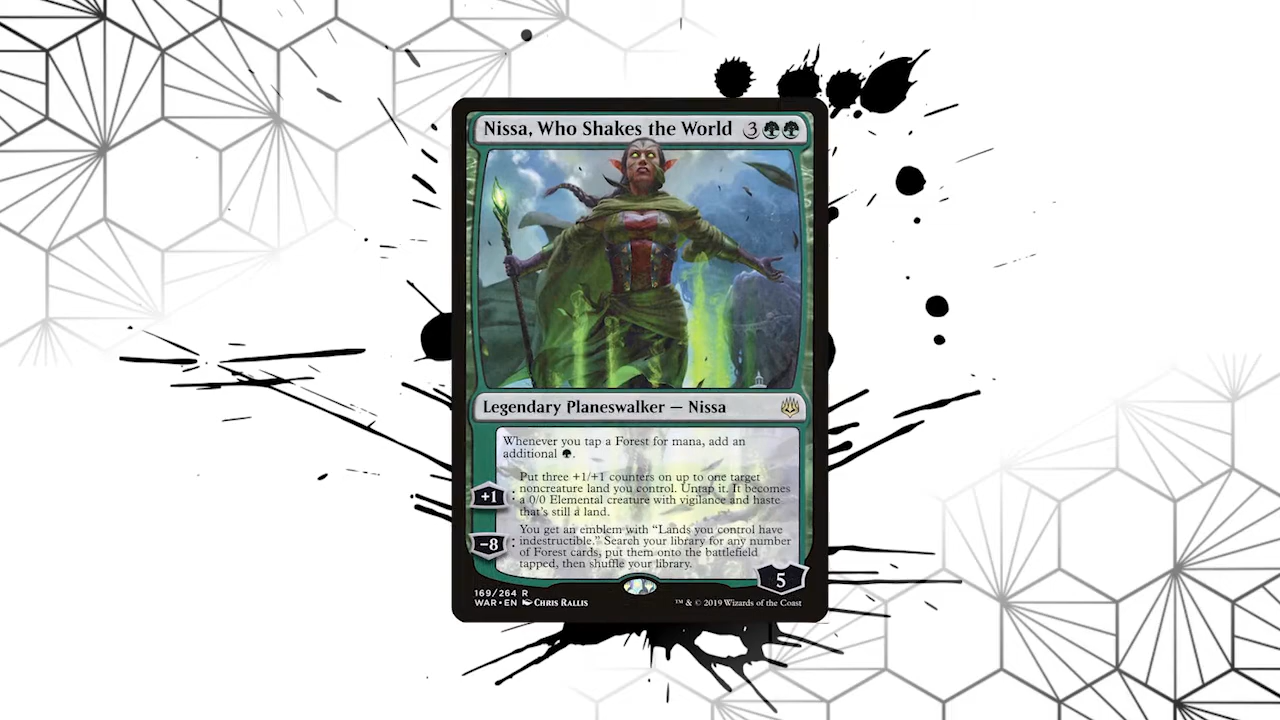 Nissa, Who Shakes the World 3
Legendary Planeswalker — Nissa
Whenever you tap a Forest for mana, add an
additional .
Put three +1/+1 counters on up to one target
noncreature land you control. Untap it. It becomes
+1 : a 0/0 Elemental creature with vigilance and haste
that's still a land.
You get an emblem with “Lands you control have
−8 : indestructible.” Search your library for any number
of Forest cards, put them onto the battlefield
tapped, then shuffle your library.
5
169/264 R
WAR • EN Chris Rallis
™ & © 2019 Wizards of the Coast